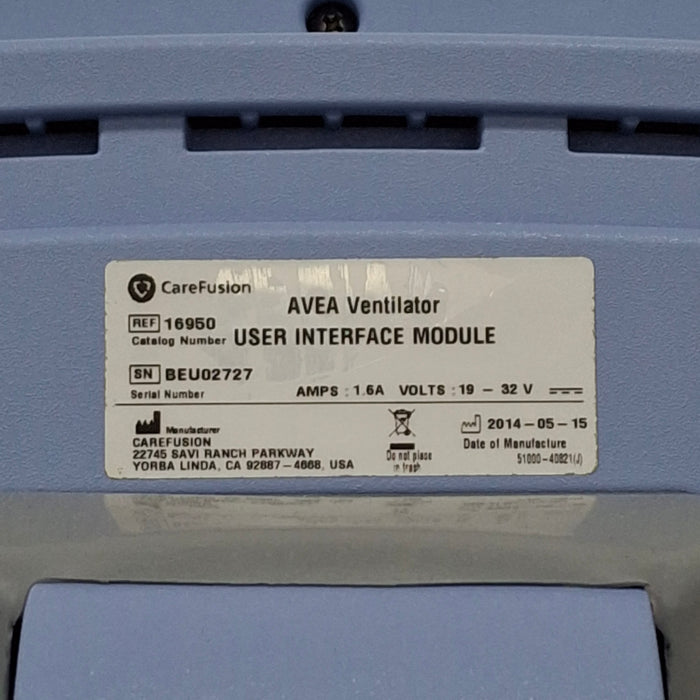 CareFusion
AVEA Ventilator
REF 16950
Catalog Number
USER INTERFACE MODULE
SN BEU02727
Serial Number
AMPS : 1.6A VOLTS : 19 – 32 V
Manufacturer
CAREFUSION
22745 SAVI RANCH PARKWAY
YORBA LINDA, CA 92887–4668, USA
Do not place
in trash
2014–05–15
Date of Manufacture
51000–40821(J)